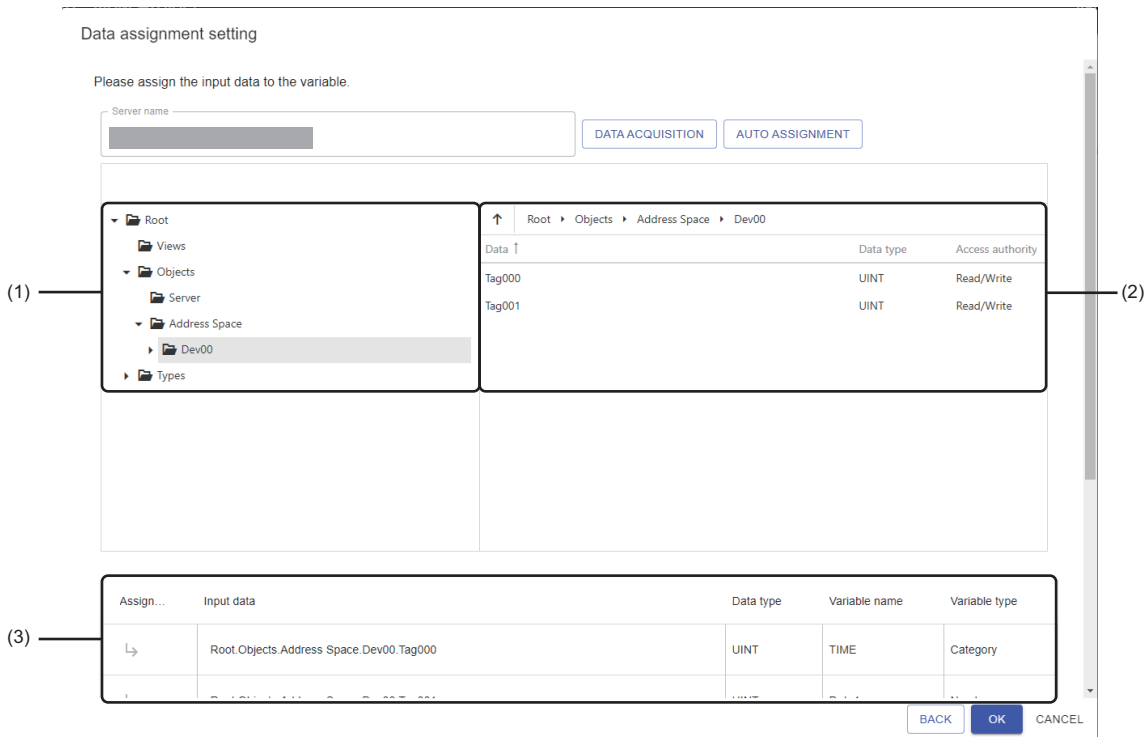 Data assignment setting
Please assign the input data to the variable.
Server name
DATA ACQUISITION AUTO ASSIGNMENT
Root
Views
Objects
Server
Address Space
Dev00
Types
(1)
Root Objects Address Space Dev00
Data Data type Access authority
Tag000 UINT Read/Write
Tag001 UINT Read/Write
(2)
Assign... Input data Data type Variable name Variable type
(3)
Root.Objects.Address Space.Dev00.Tag000 UINT TIME Category
BACK OK CANCEL